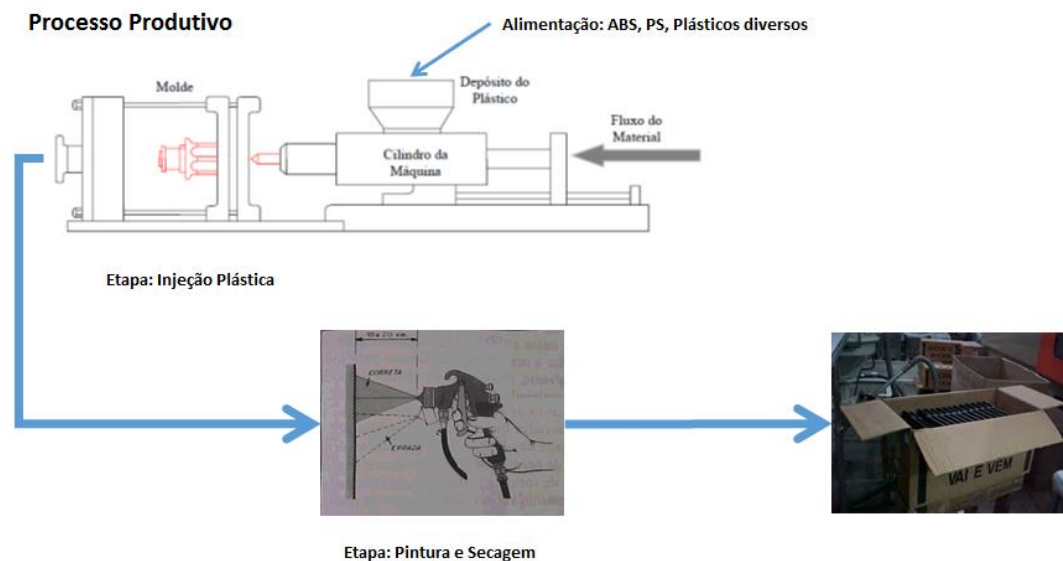 Processo Produtivo
Alimentação: ABS, PS, Plásticos diversos
Molde
Depósito do
Plástico
Fluxo do
Material
Cilindro da
Máquina
Etapa: Injeção Plástica
CORRETA
ERRADA
VAI E VEM
Etapa: Pintura e Secagem